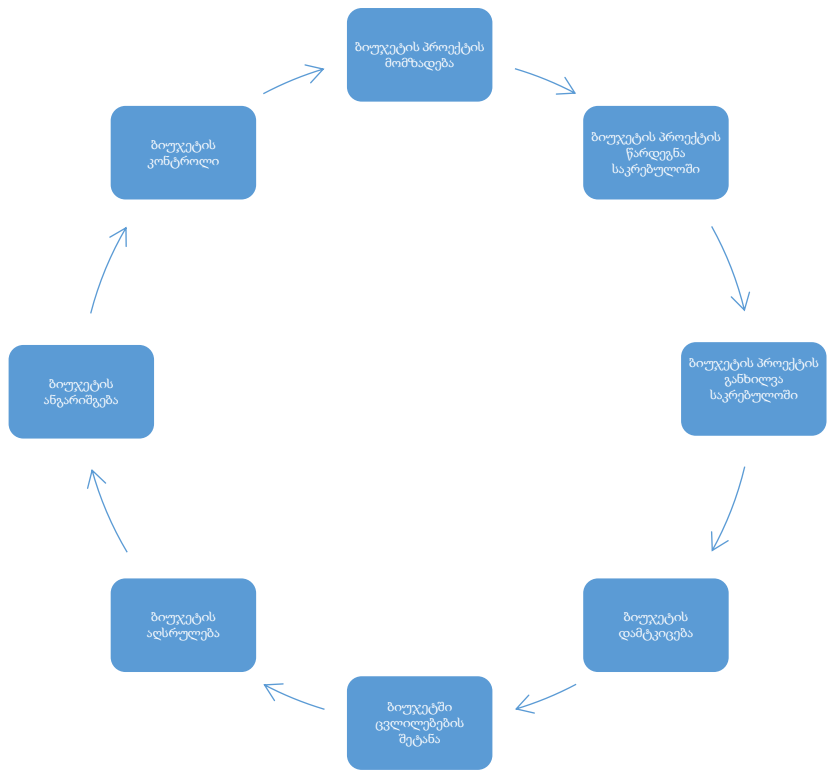 ბიუჯეტის პროექტის
მომზადება
ბიუჯეტის პროექტის
წარდეგნა
საკრებულოში
ბიუჯეტის პროექტის
განხილვა
საკრებულოში
ბიუჯეტის
დამტკიცება
ბიუჯეტში
ცვლილებების
შეტანა
ბიუჯეტის
აღსრულება
ბიუჯეტის
ანგარიშგება
ბიუჯეტის
კონტროლი